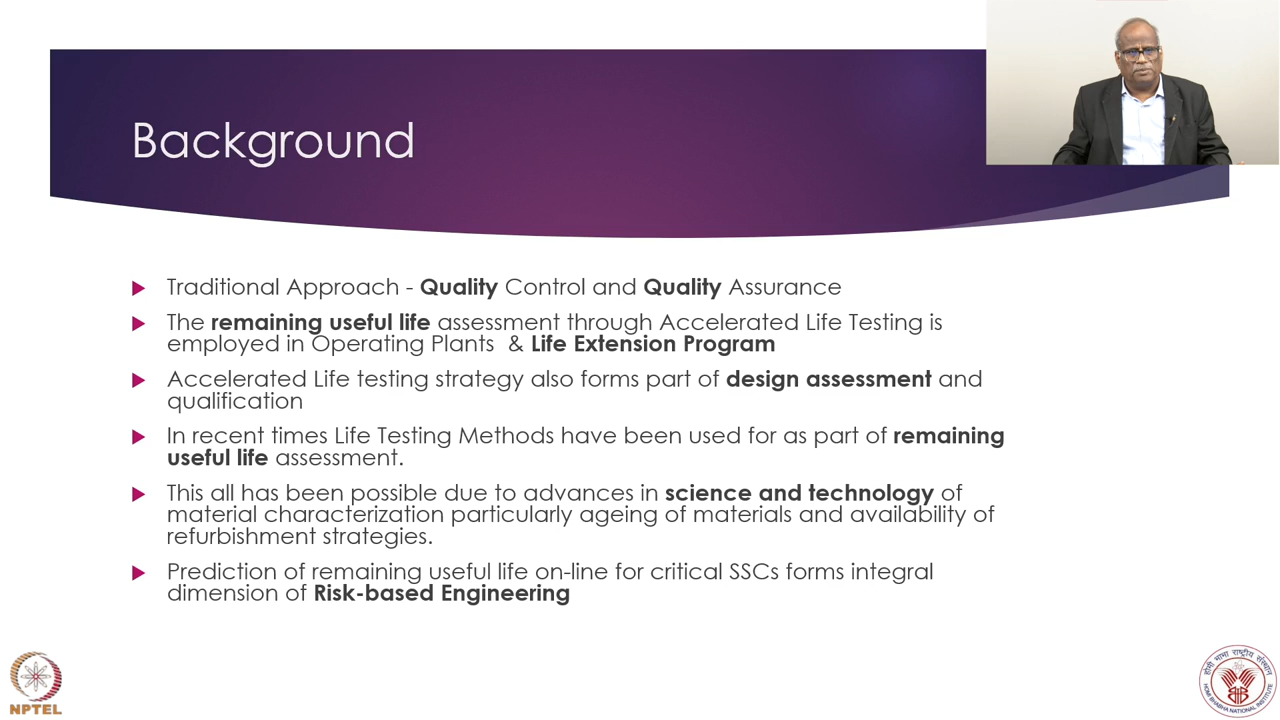 Background
Traditional Approach - Quality Control and Quality Assurance
The remaining useful life assessment through Accelerated Life Testing is
employed in Operating Plants & Life Extension Program
Accelerated Life testing strategy also forms part of design assessment and
qualification
In recent times Life Testing Methods have been used for as part of remaining
useful life assessment.
This all has been possible due to advances in science and technology of
material characterization particularly ageing of materials and availability of
refurbishment strategies.
Prediction of remaining useful life on-line for critical SSCs forms integral
dimension of Risk-based Engineering
NPTEL
होमी भाभा राष्ट्रीय संस्थान
HOMI BHABHA NATIONAL INSTITUTE